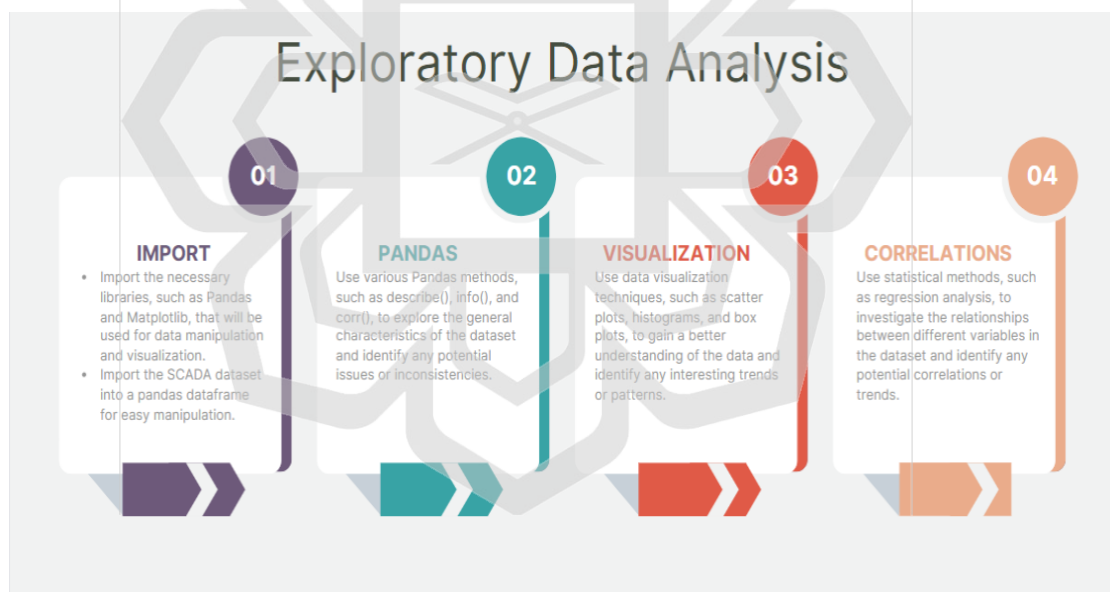 Exploratory Data Analysis
01
IMPORT
• Import the necessary
libraries, such as Pandas
and Matplotlib, that will be
used for data manipulation
and visualization.
• Import the SCADA dataset
into a pandas dataframe
for easy manipulation.
02
PANDAS
Use various Pandas methods,
such as describe(), info(), and
corr(), to explore the general
characteristics of the dataset
and identify any potential
issues or inconsistencies.
03
VISUALIZATION
Use data visualization
techniques, such as scatter
plots, histograms, and box
plots, to gain a better
understanding of the data and
identify any interesting trends
or patterns.
04
CORRELATIONS
Use statistical methods, such
as regression analysis, to
investigate the relationships
between different variables in
the dataset and identify any
potential correlations or
trends.